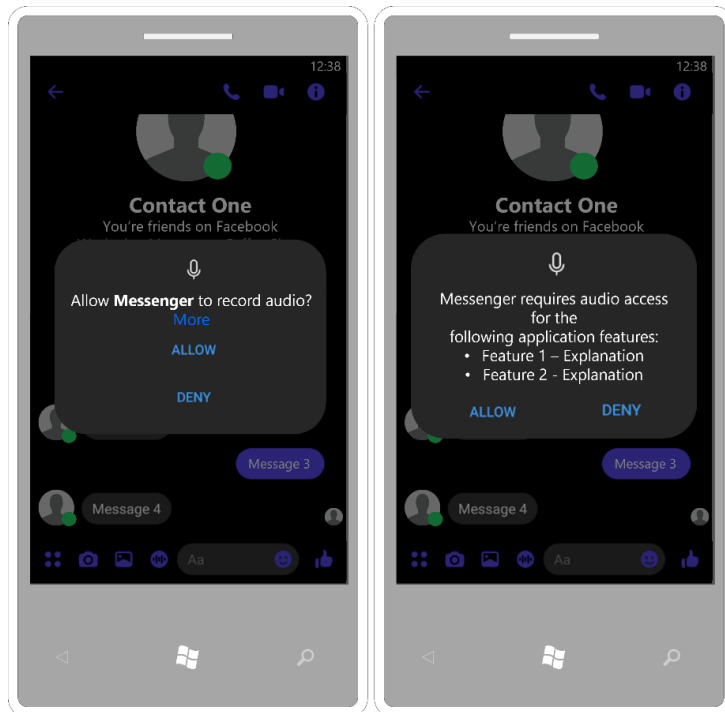 12:38
Contact One
You're friends on Facebook
Allow Messenger to record audio?
More
ALLOW
DENY
Message 3
Message 4
Aa
12:38
Contact One
You're friends on Facebook
Messenger requires audio access
for the
following application features:
• Feature 1 – Explanation
• Feature 2 - Explanation
ALLOW DENY
Message 3
Message 4
Aa